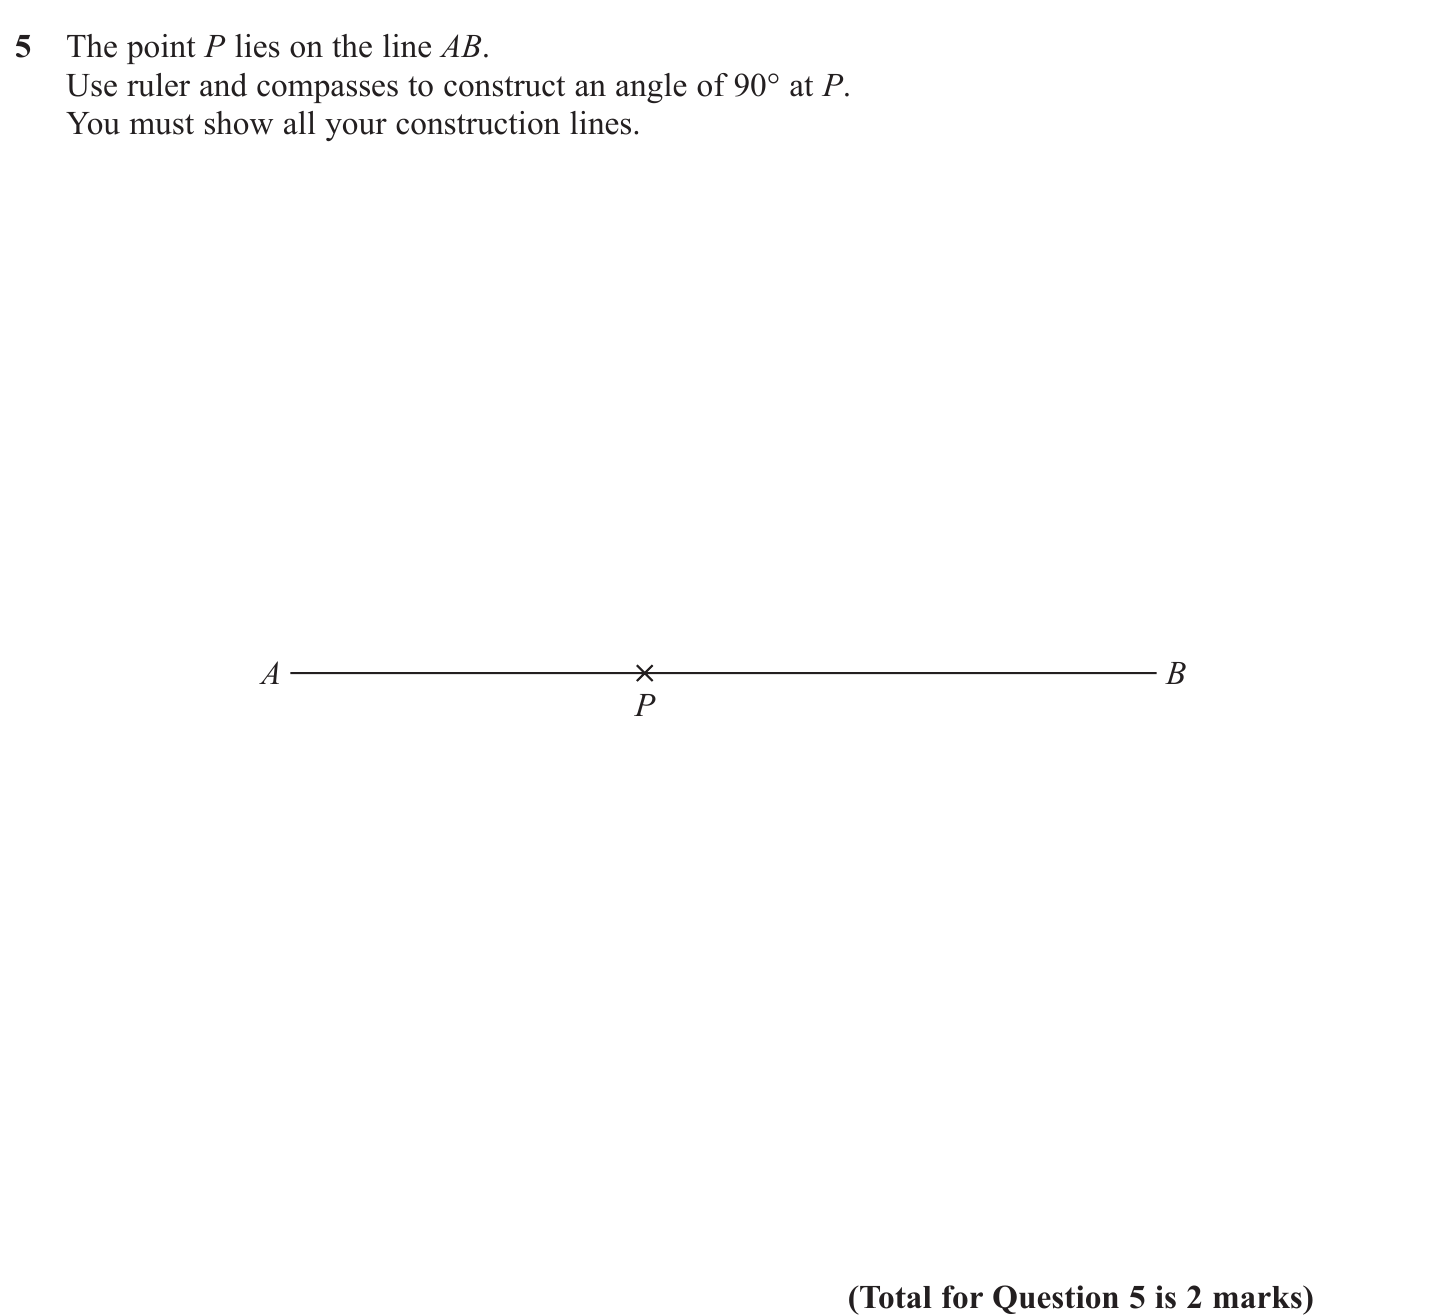 5 The point P lies on the line AB.
Use ruler and compasses to construct an angle of 90° at P.
You must show all your construction lines.
A
B
P
(Total for Question 5 is 2 marks)